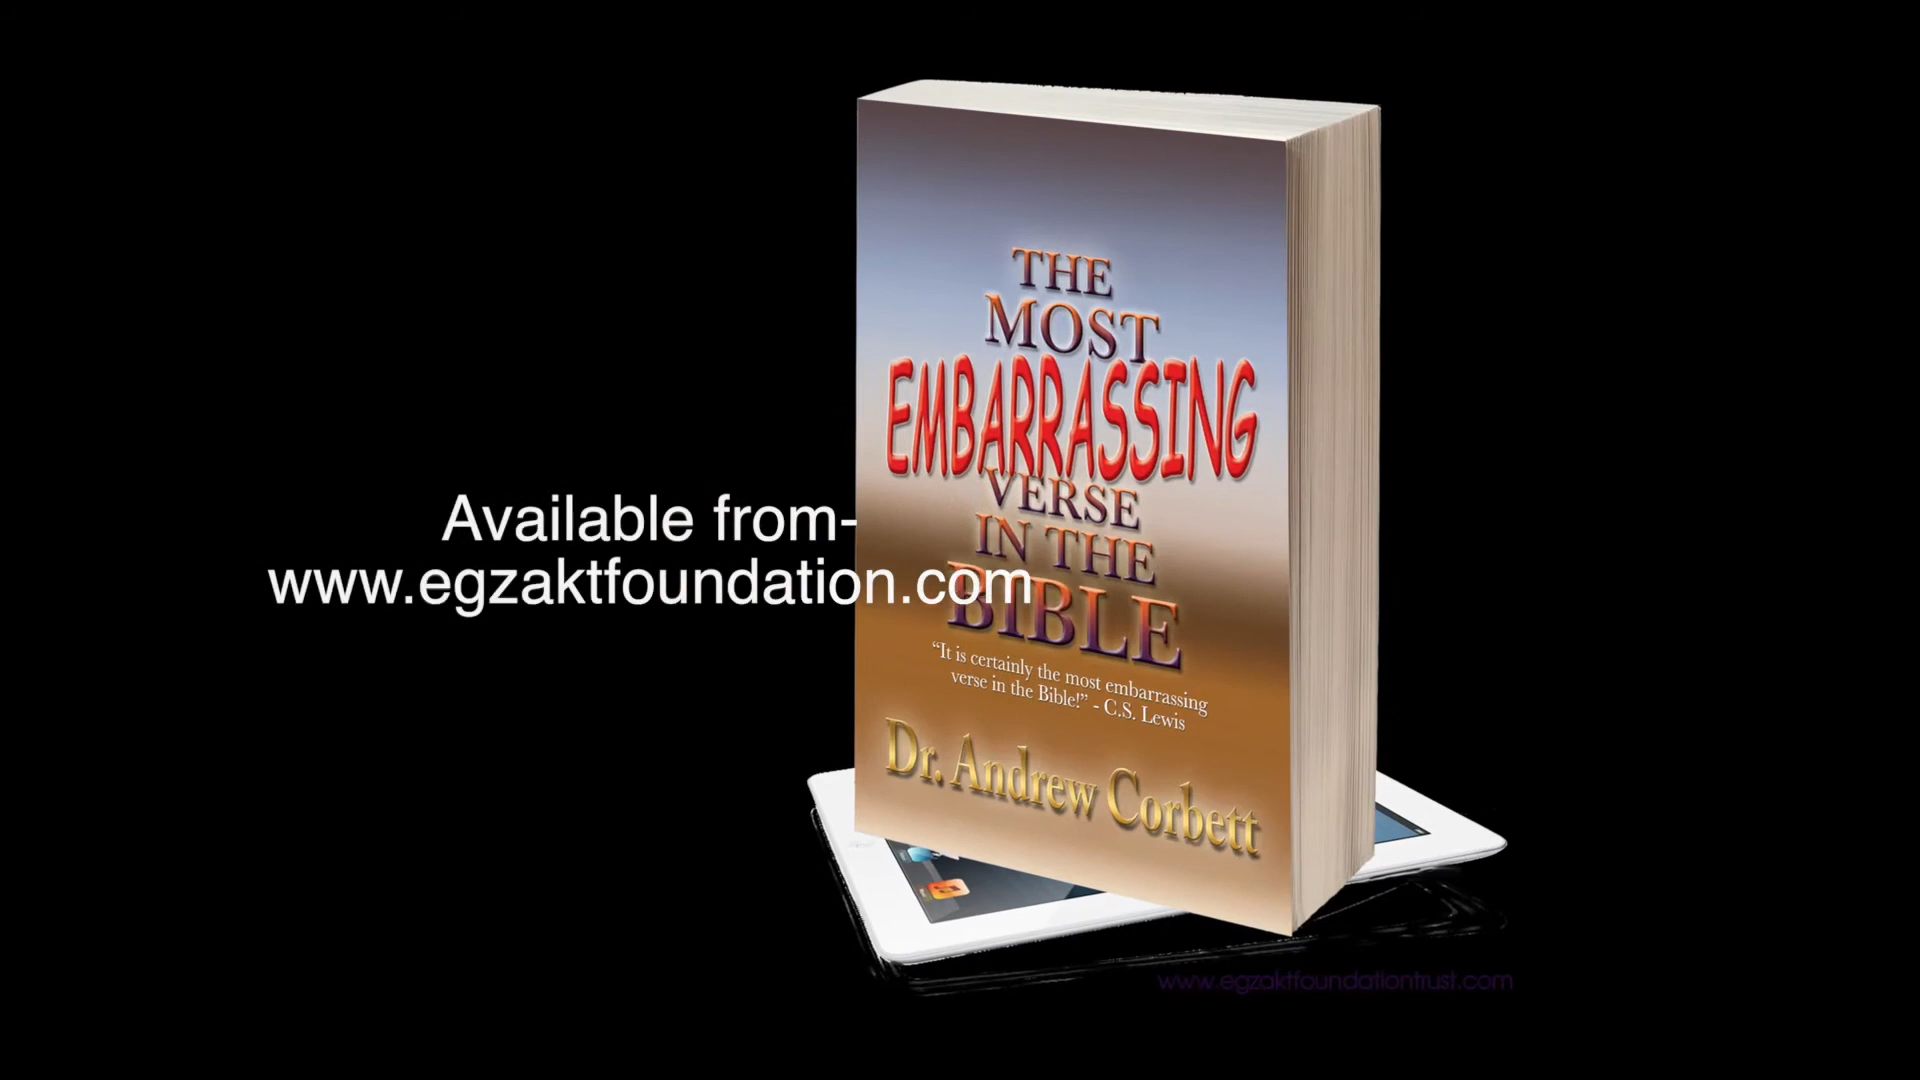 THE
MOST
EMBARRASSING
VERSE
IN THE
BIBLE
"It is certainly the most embarrassing
verse in the Bible!" - C.S. Lewis
Dr. Andrew Corbett
Available from-
www.egzaktfoundation.com
www.egzaktfoundationtrust.com